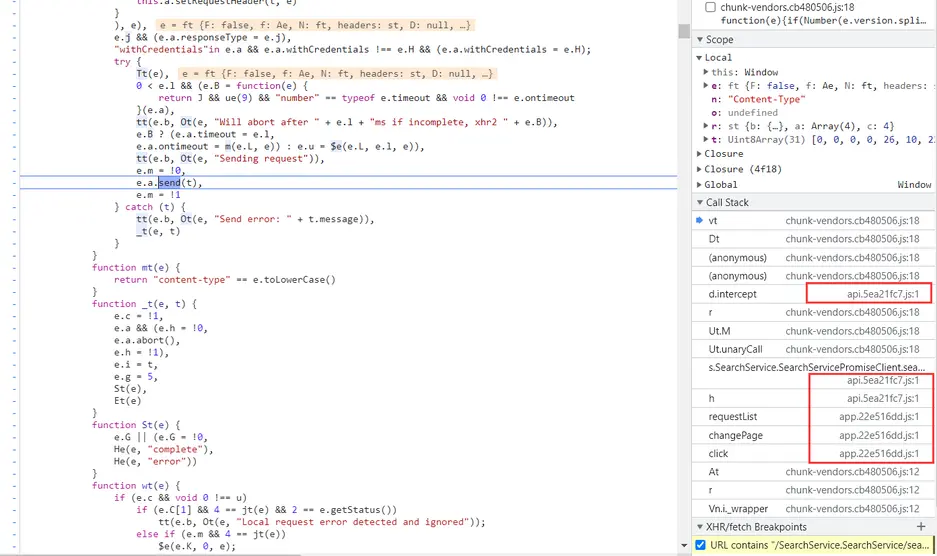 this.a.setRequestHeader(t, e)
}
), e), e = ft {F: false, f: Ae, N: ft, headers: st, D: null, …}
e.j && (e.a.responseType = e.j),
"withCredentials"in e.a && e.a.withCredentials !== e.H && (e.a.withCredentials = e.H);
try {
Tt(e), e = ft {F: false, f: Ae, N: ft, headers: st, D: null, …}
0 < e.l && (e.B = function(e) {
return J && ue(9) && "number" == typeof e.timeout && void 0 !== e.ontimeout
}(e.a),
tt(e.b, Ot(e, "Will abort after " + e.l + "ms if incomplete, xhr2 " + e.B)),
e.B ? (e.a.timeout = e.l,
e.a.ontimeout = m(e.L, e)) : e.u = $e(e.L, e.l, e)),
tt(e.b, Ot(e, "Sending request")),
e.m = !0,
e.a.send(t),
e.m = !1
} catch (t) {
tt(e.b, Ot(e, "Send error: " + t.message)),
_t(e, t)
}
}
function mt(e) {
return "content-type" == e.toLowerCase()
}
function _t(e, t) {
e.c = !1,
e.a && (e.h = !0,
e.a.abort(),
e.h = !1),
e.i = t,
e.g = 5,
St(e),
Et(e)
}
function St(e) {
e.G || (e.G = !0,
He(e, "complete"),
He(e, "error"))
}
function wt(e) {
if (e.c && void 0 !== u)
if (e.C[1] && 4 == jt(e) && 2 == e.getStatus())
tt(e.b, Ot(e, "Local request error detected and ignored"));
else if (e.m && 4 == jt(e))
$e(e.K, 0, e);
chunk-vendors.cb480506.js:18
function(e){if(Number(e.version.spli…
Scope
Local
this: Window
e: ft {F: false, f: Ae, N: ft, headers: s
n: "Content-Type"
o: undefined
r: st {b: {…}, a: Array(4), c: 4}
t: Uint8Array(31) [0, 0, 0, 0, 26, 10, 2
Closure
Closure (4f18)
Global Window
Call Stack
vt chunk-vendors.cb480506.js:18
Dt chunk-vendors.cb480506.js:18
(anonymous) chunk-vendors.cb480506.js:18
(anonymous) chunk-vendors.cb480506.js:18
d.intercept api.5ea21fc7.js:1
r chunk-vendors.cb480506.js:18
Ut.M chunk-vendors.cb480506.js:18
Ut.unaryCall chunk-vendors.cb480506.js:18
s.SearchService.SearchServicePromiseClient.sea…
api.5ea21fc7.js:1
h api.5ea21fc7.js:1
requestList app.22e516dd.js:1
changePage app.22e516dd.js:1
click app.22e516dd.js:1
At chunk-vendors.cb480506.js:12
r chunk-vendors.cb480506.js:12
Vn.i._wrapper chunk-vendors.cb480506.js:12
XHR/fetch Breakpoints +
URL contains "/SearchService.SearchService/sea…